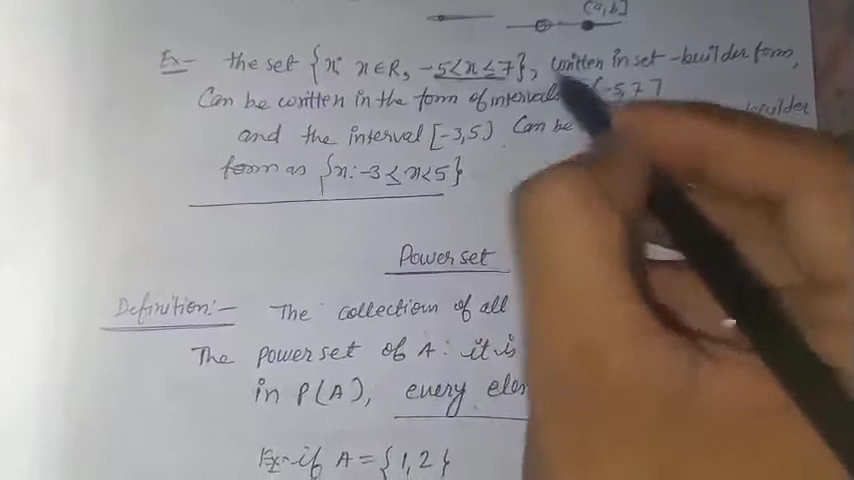 (a,b]
Ex- the set {x: x∈R, -5<x≤7}, written in set-builder form,
Can be written in the form of intervals (-5,7]
and the interval [-3,5) Can be builder
form as {x: -3≤x<5}
Power set
Definition:- The collection of all
The power set of A: it is
in P(A), every
Ex- if A = {1,2}